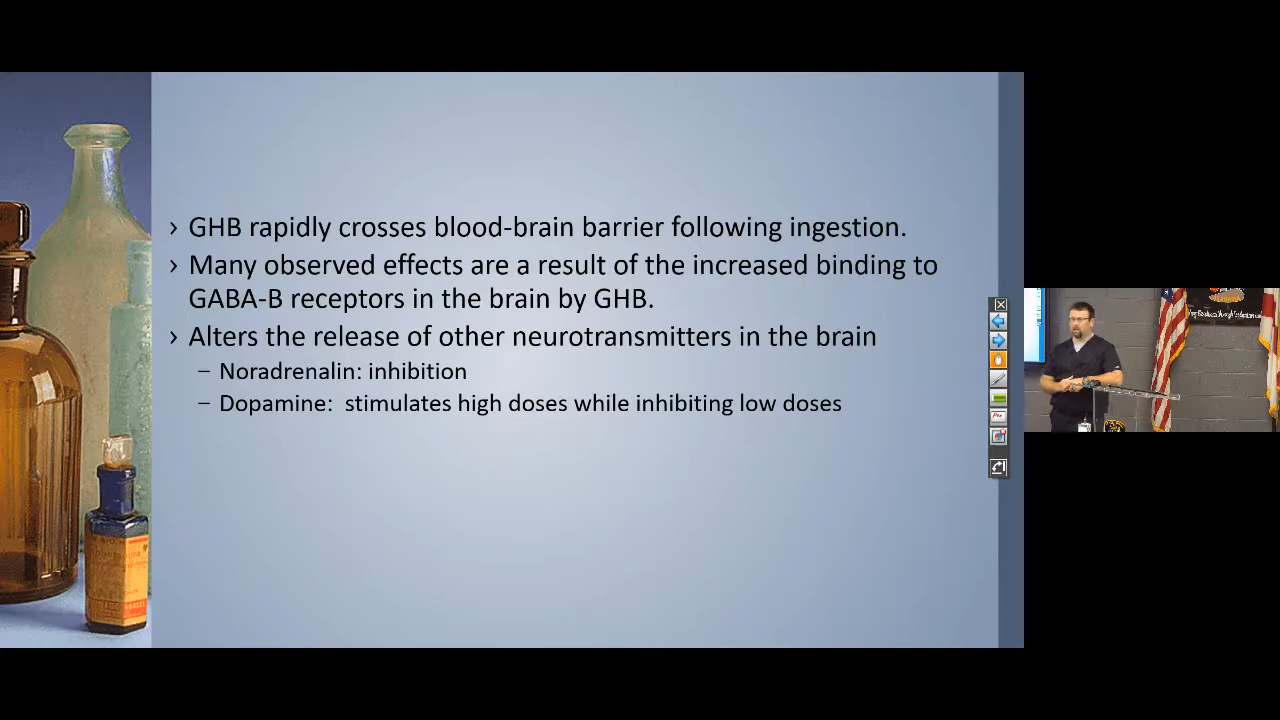 › GHB rapidly crosses blood-brain barrier following ingestion.
› Many observed effects are a result of the increased binding to
GABA-B receptors in the brain by GHB.
› Alters the release of other neurotransmitters in the brain
– Noradrenalin: inhibition
– Dopamine:  stimulates high doses while inhibiting low doses